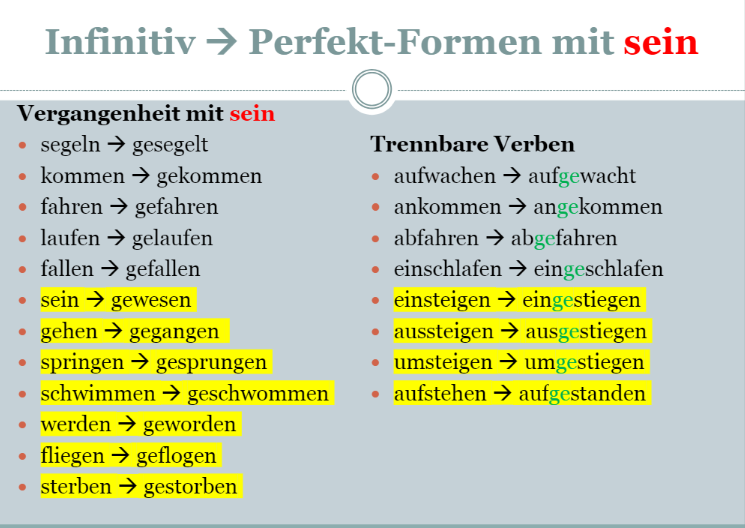 Infinitiv → Perfekt-Formen mit sein
Vergangenheit mit sein
• segeln → gesegelt
• kommen → gekommen
• fahren → gefahren
• laufen → gelaufen
• fallen → gefallen
• sein → gewesen
• gehen → gegangen
• springen → gesprungen
• schwimmen → geschwommen
• werden → geworden
• fliegen → geflogen
• sterben → gestorben
Trennbare Verben
• aufwachen → aufgewacht
• ankommen → angekommen
• abfahren → abgefahren
• einschlafen → eingeschlafen
• einsteigen → eingestiegen
• aussteigen → ausgestiegen
• umsteigen → umgestiegen
• aufstehen → aufgestanden